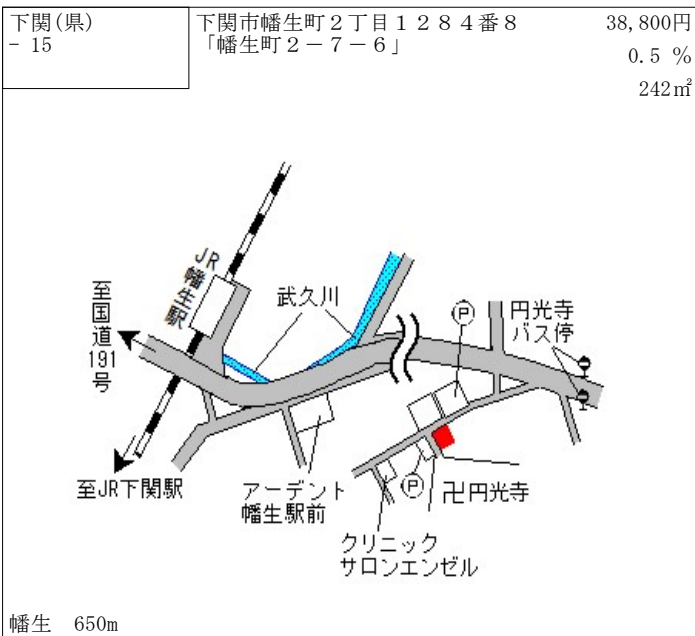 下関(県)
- 15
下関市幡生町２丁目１２８４番８
「幡生町２－７－６」
38,800円
0.5 %
242㎡
JR
幡生駅
武久川
至国道191号
Ｐ
円光寺
バス停
至JR下関駅
アーデント
幡生駅前
Ｐ
卍円光寺
クリニック
サロンエンゼル
幡生 650m